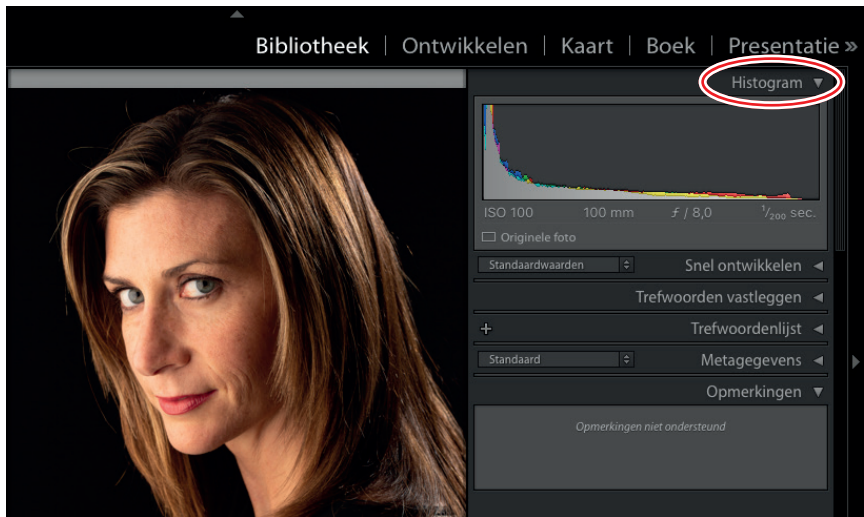 Bibliotheek | Ontwikkelen | Kaart | Boek | Presentatie »
Histogram ▼
ISO 100 100 mm ƒ / 8,0 1/200 sec.
Originele foto
Standaardwaarden Snel ontwikkelen ◀
Trefwoorden vastleggen ◀
+ Trefwoordenlijst ◀
Standaard Metagegevens ◀
Opmerkingen ▼
Opmerkingen niet ondersteund